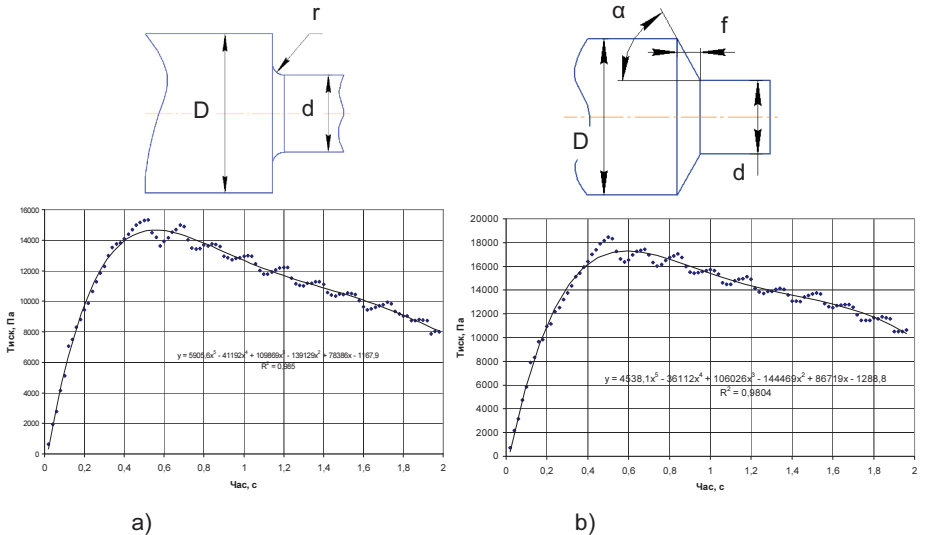 r
D
d
α
f
D
d
16000
14000
12000
10000
8000
6000
4000
2000
0
Тиск, Па
y = 5905,6x⁵ - 41192x⁴ + 109869x³ - 139129x² + 78386x - 1167,9
R² = 0,985
0 0,2 0,4 0,6 0,8 1 1,2 1,4 1,6 1,8 2
Час, с
a)
20000
18000
16000
14000
12000
10000
8000
6000
4000
2000
0
Тиск, Па
y = 4538,1x⁵ - 36112x⁴ + 106026x³ - 144469x² + 86719x - 1288,8
R² = 0,9804
0 0,2 0,4 0,6 0,8 1 1,2 1,4 1,6 1,8 2
Час, с
b)